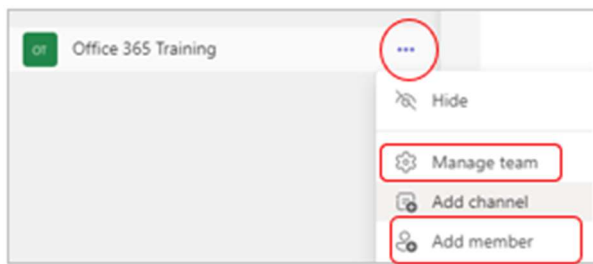 OT Office 365 Training ...
Hide
Manage team
Add channel
Add member